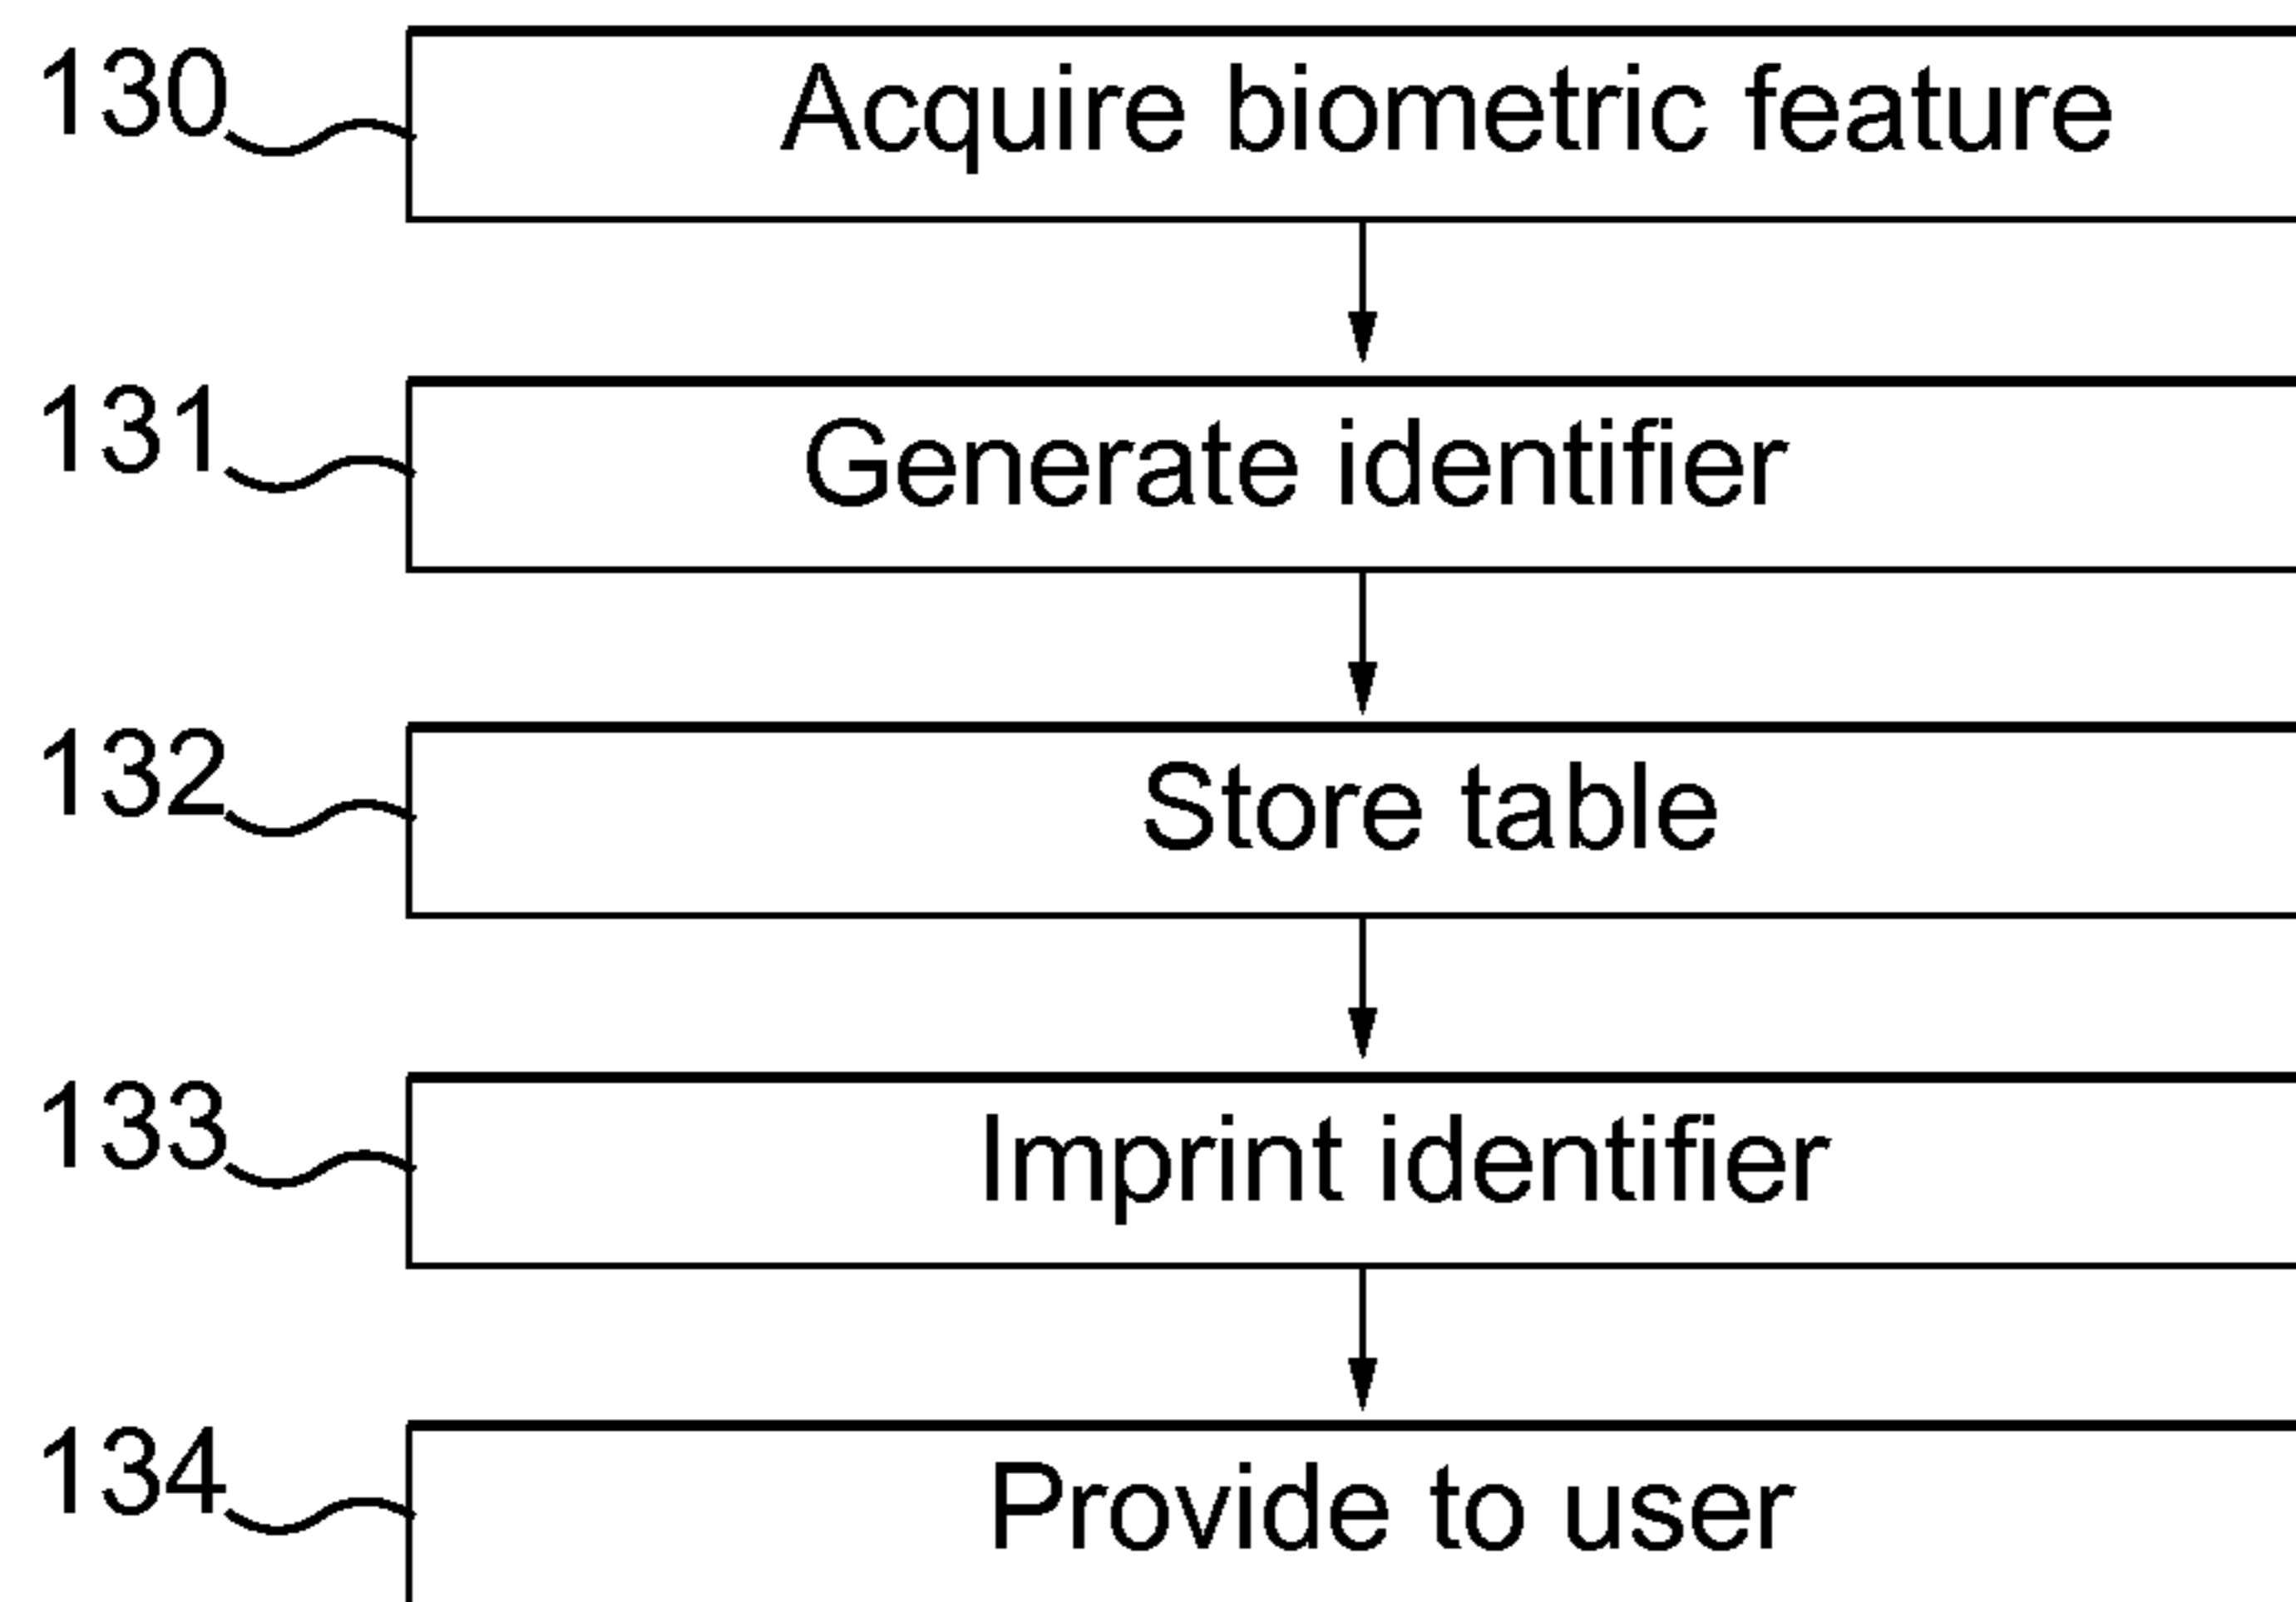 130 Acquire biometric feature
131 Generate identifier
132 Store table
133 Imprint identifier
134 Provide to user